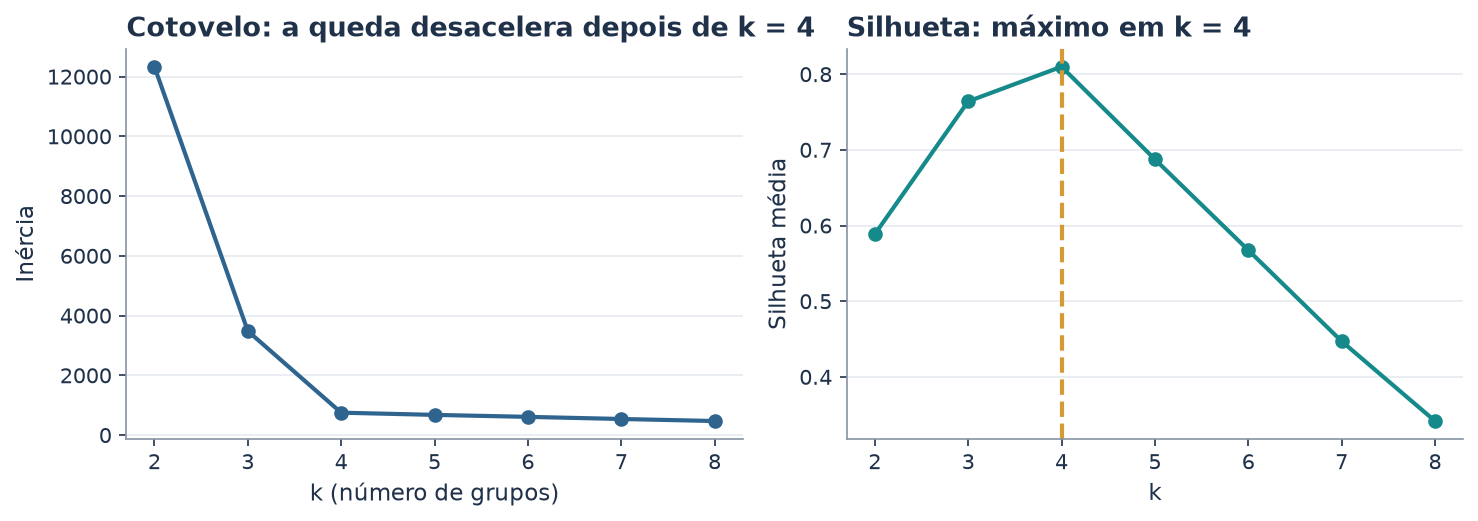 Cotovelo: a queda desacelera depois de k = 4
Inércia
12000
10000
8000
6000
4000
2000
0
2 3 4 5 6 7 8
k (número de grupos)
Silhueta: máximo em k = 4
Silhueta média
0.8
0.7
0.6
0.5
0.4
2 3 4 5 6 7 8
k